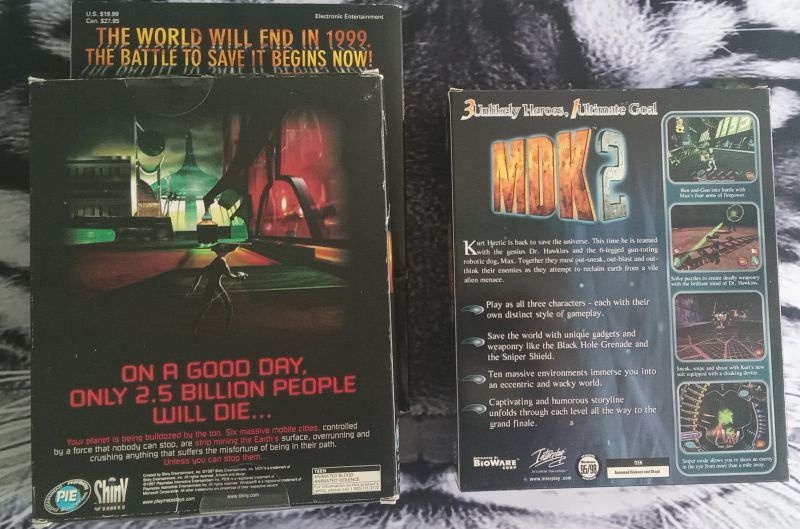 U.S. $19.99
Can. $27.95
Electronic Entertainment
THE WORLD WILL END IN 1999.
THE BATTLE TO SAVE IT BEGINS NOW!
ON A GOOD DAY,
ONLY 2.5 BILLION PEOPLE
WILL DIE...
Your planet is being bulldozed by the ton. Six massive mobile cities, controlled
by a force that nobody can stop, are strip mining the Earth's surface, overrunning and
crushing anything that suffers the misfortune of being in their path.
Unless you can stop them...
PIE
Shiny
www.playmatestoys.com
www.shiny.com
TEEN
ANIMATED BLOOD
ANIMATED VIOLENCE
3 Unlikely Heroes, 1 Ultimate Goal
MDK 2
Kurt Hectic is back to save the universe. This time he is teamed
with the genius Dr. Hawkins and the 6-legged gun-toting
robotic dog, Max. Together they must out-sneak, out-blast and out-
think their enemies as they attempt to reclaim earth from a vile
alien menace.
Play as all three characters - each with their
own distinct style of gameplay.
Save the world with unique gadgets and
weaponry like the Black Hole Grenade and
the Sniper Shield.
Ten massive environments immerse you into
an eccentric and wacky world.
Captivating and humorous storyline
unfolds through each level all the way to the
grand finale.
Run-and-Gun into battle with
Max's four arms of firepower.
Solve puzzles to create deadly weaponry
with the brilliant mind of Dr. Hawkins.
Sneak, snipe and shoot with Kurt's new
suit equipped with a cloaking device.
Sniper mode allows you to shoot an enemy
in the eye from more than a mile away.
BIOWARE
CORP
Interplay
www.interplay.com
95/98
TEEN
Animated Violence and Blood